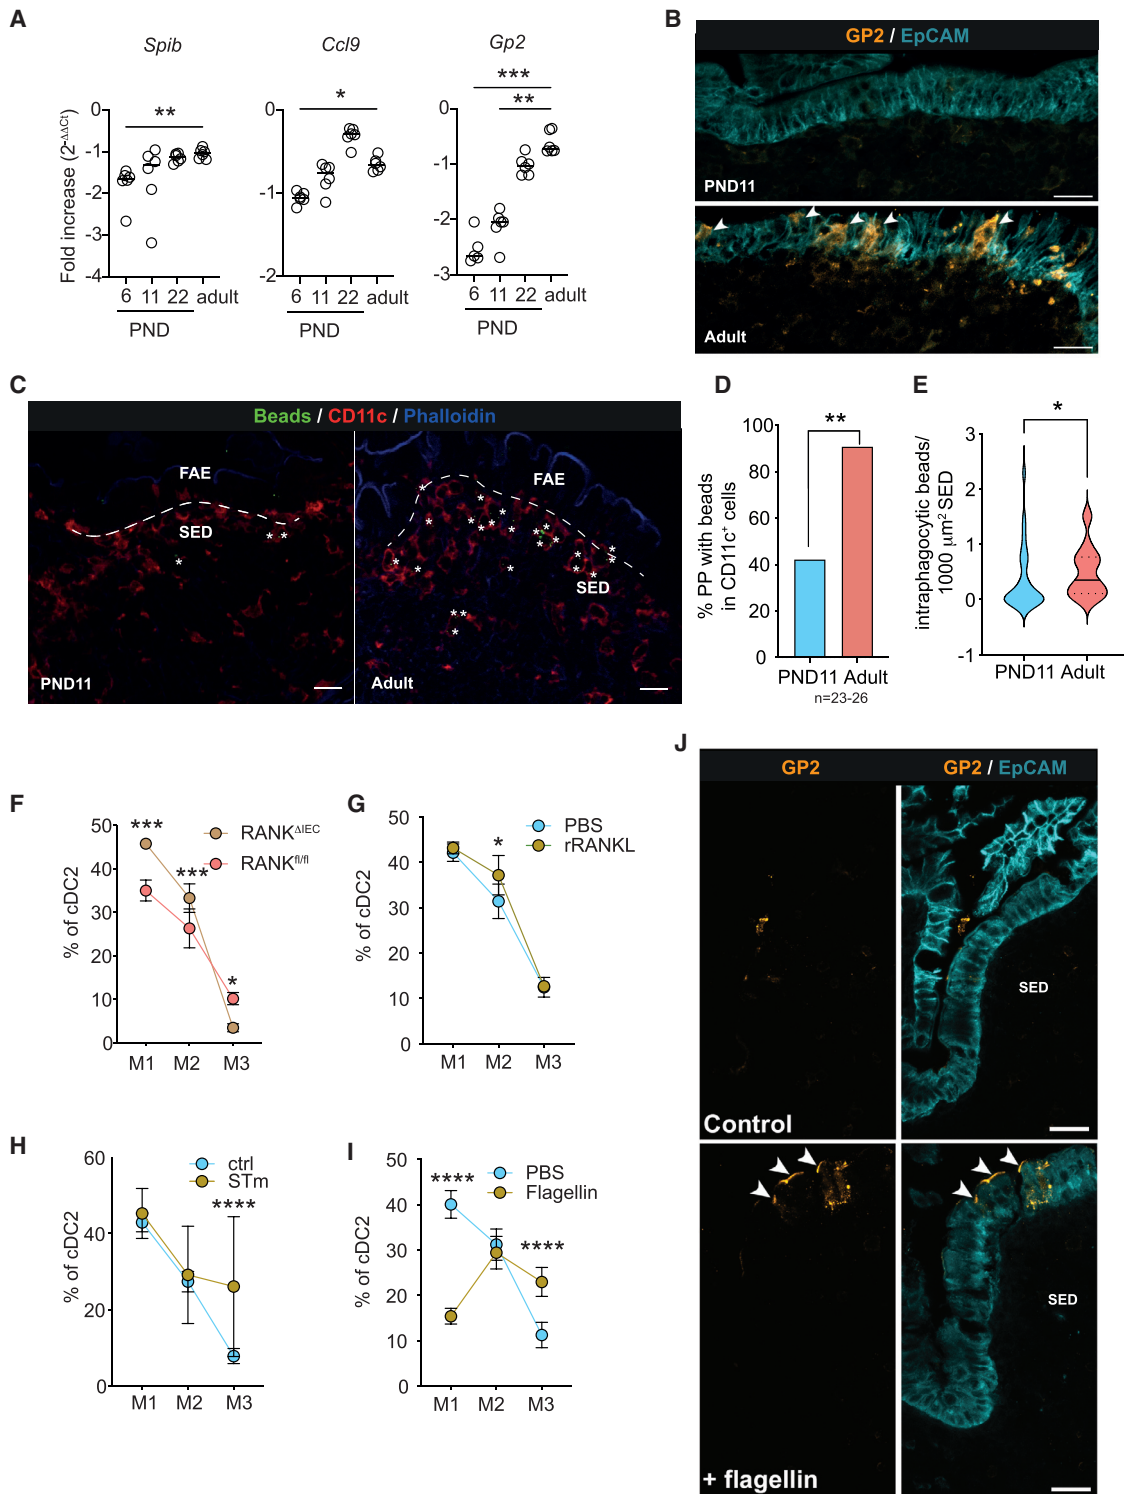 A
Spib
Ccl9
Gp2
Fold increase (2^-ΔΔCt)
0
-1
-2
-3
-4
**
6 11 22 adult
PND
0
-1
-2
*
6 11 22 adult
PND
0
-1
-2
-3
***
**
6 11 22 adult
PND
B
GP2 / EpCAM
PND11
Adult
C
Beads / CD11c / Phalloidin
FAE
SED
* *
*
PND11
FAE
SED
Adult
D
% PP with beads
in CD11c+ cells
100
80
60
40
20
0
**
PND11 Adult
n=23-26
E
intraphagocytic beads/
1000 μm² SED
3
2
1
0
-1
*
PND11 Adult
F
% of cDC2
50
40
30
20
10
0
***
***
*
RANKΔIEC
RANKfl/fl
M1 M2 M3
G
% of cDC2
50
40
30
20
10
0
*
PBS
rRANKL
M1 M2 M3
H
% of cDC2
60
40
20
0
ctrl
STm
****
M1 M2 M3
I
% of cDC2
50
40
30
20
10
0
****
****
PBS
Flagellin
M1 M2 M3
J
GP2
GP2 / EpCAM
SED
Control
SED
+ flagellin